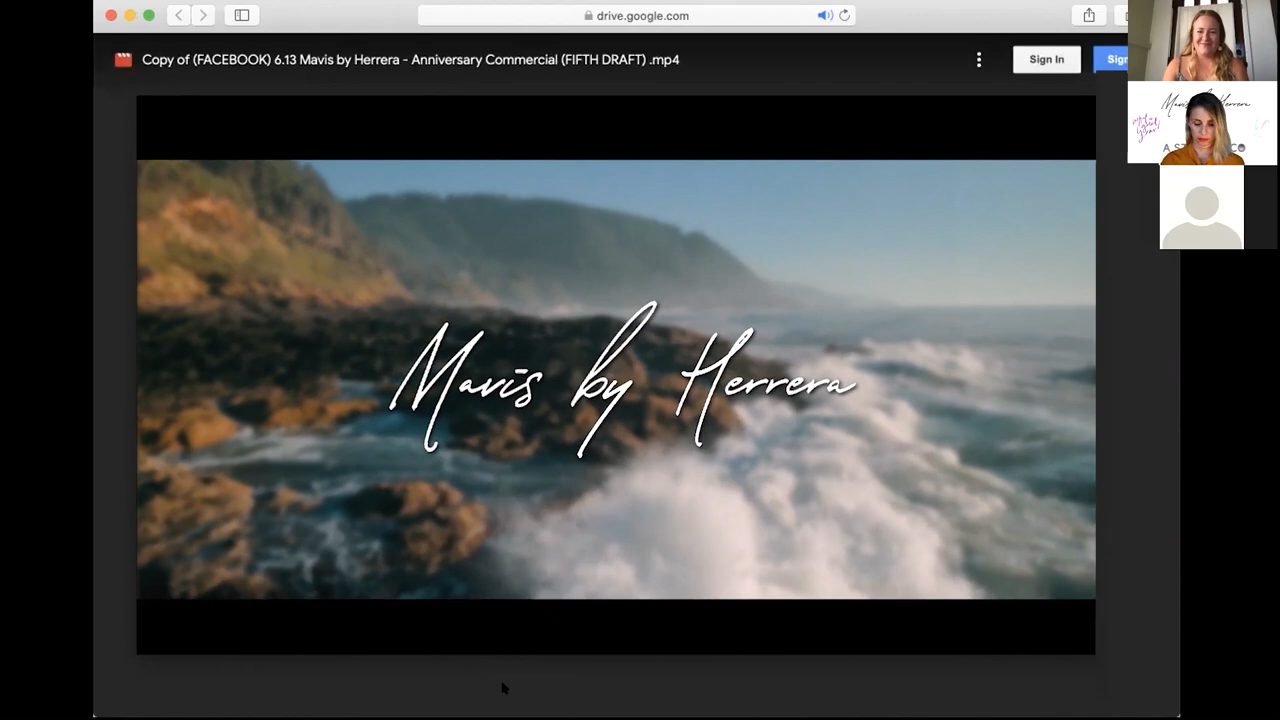 drive.google.com
Copy of (FACEBOOK) 6.13 Mavis by Herrera - Anniversary Commercial (FIFTH DRAFT) .mp4
Sign In
Sign
Mavis by Herrera